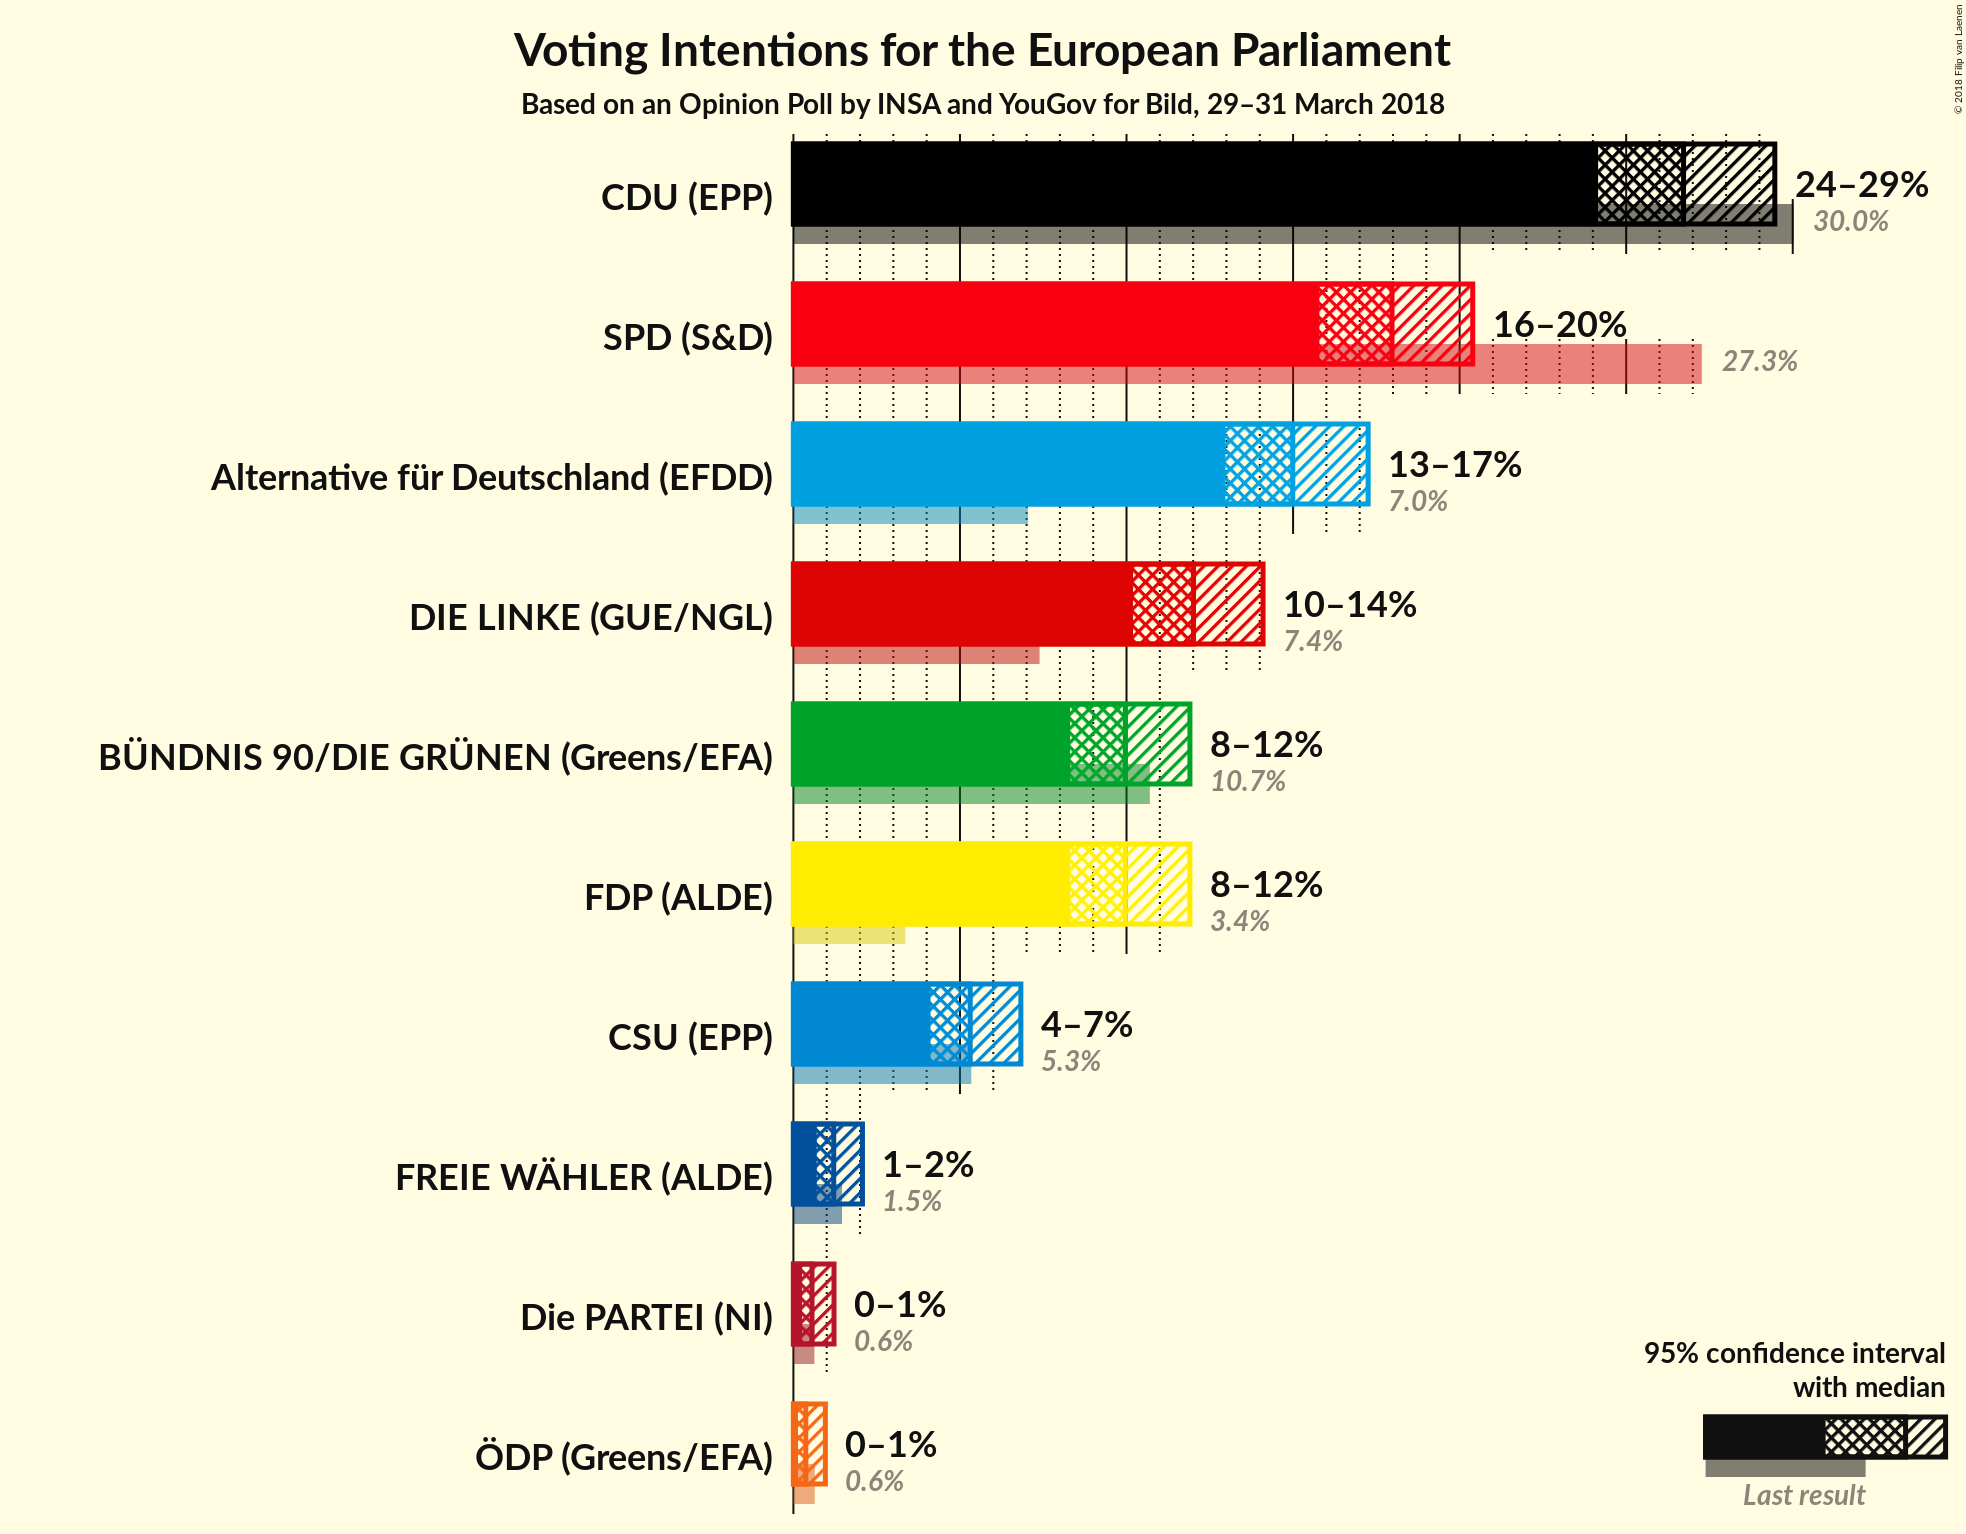 Voting Intentions for the European Parliament
Based on an Opinion Poll by INSA and YouGov for Bild, 29–31 March 2018
© 2018 Filip van Laenen
CDU (EPP)
24–29%
30.0%
SPD (S&D)
16–20%
27.3%
Alternative für Deutschland (EFDD)
13–17%
7.0%
DIE LINKE (GUE/NGL)
10–14%
7.4%
BÜNDNIS 90/DIE GRÜNEN (Greens/EFA)
8–12%
10.7%
FDP (ALDE)
8–12%
3.4%
CSU (EPP)
4–7%
5.3%
FREIE WÄHLER (ALDE)
1–2%
1.5%
Die PARTEI (NI)
0–1%
0.6%
ÖDP (Greens/EFA)
0–1%
0.6%
95% confidence interval
with median
Last result